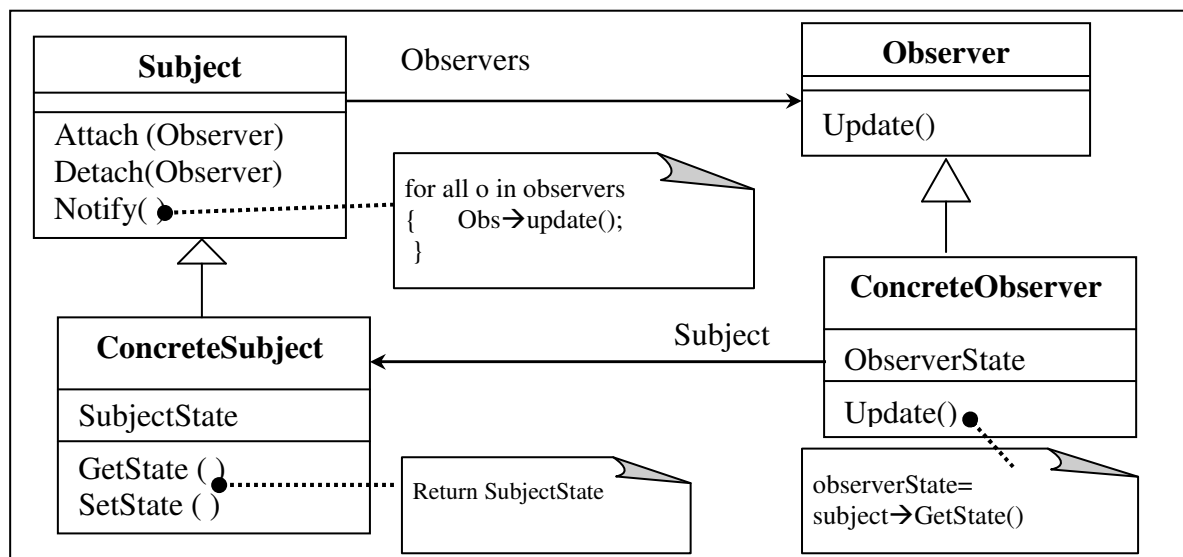 Subject
Attach (Observer)
Detach(Observer)
Notify( )
Observers
Observer
Update()
for all o in observers
{ Obs→update();
}
ConcreteSubject
SubjectState
GetState ( )
SetState ( )
Subject
ConcreteObserver
ObserverState
Update()
Return SubjectState
observerState=
subject→GetState()